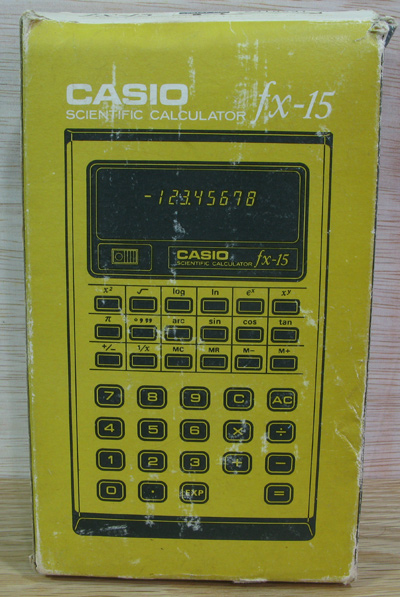 CASIO
SCIENTIFIC CALCULATOR fx-15
-123.45678
CASIO
SCIENTIFIC CALCULATOR fx-15
x² √ log ln eˣ xʸ
π °,",, arc sin cos tan
+/− 1/x MC MR M− M+
7 8 9 C AC
4 5 6 × ÷
1 2 3 + −
0 . EXP =